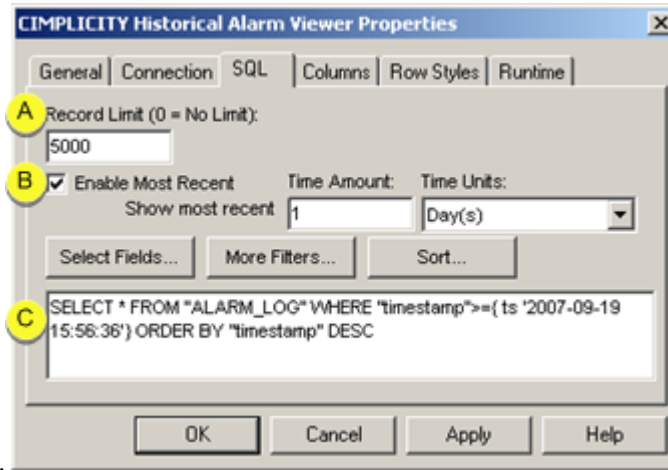 CIMPLICITY Historical Alarm Viewer Properties
General Connection SQL Columns Row Styles Runtime
A
Record Limit (0 = No Limit):
5000
B
Enable Most Recent Time Amount: Time Units:
Show most recent 1 Day(s)
Select Fields... More Filters... Sort...
C
SELECT * FROM "ALARM_LOG" WHERE "timestamp">={ ts '2007-09-19
15:56:36'} ORDER BY "timestamp" DESC
OK Cancel Apply Help
.